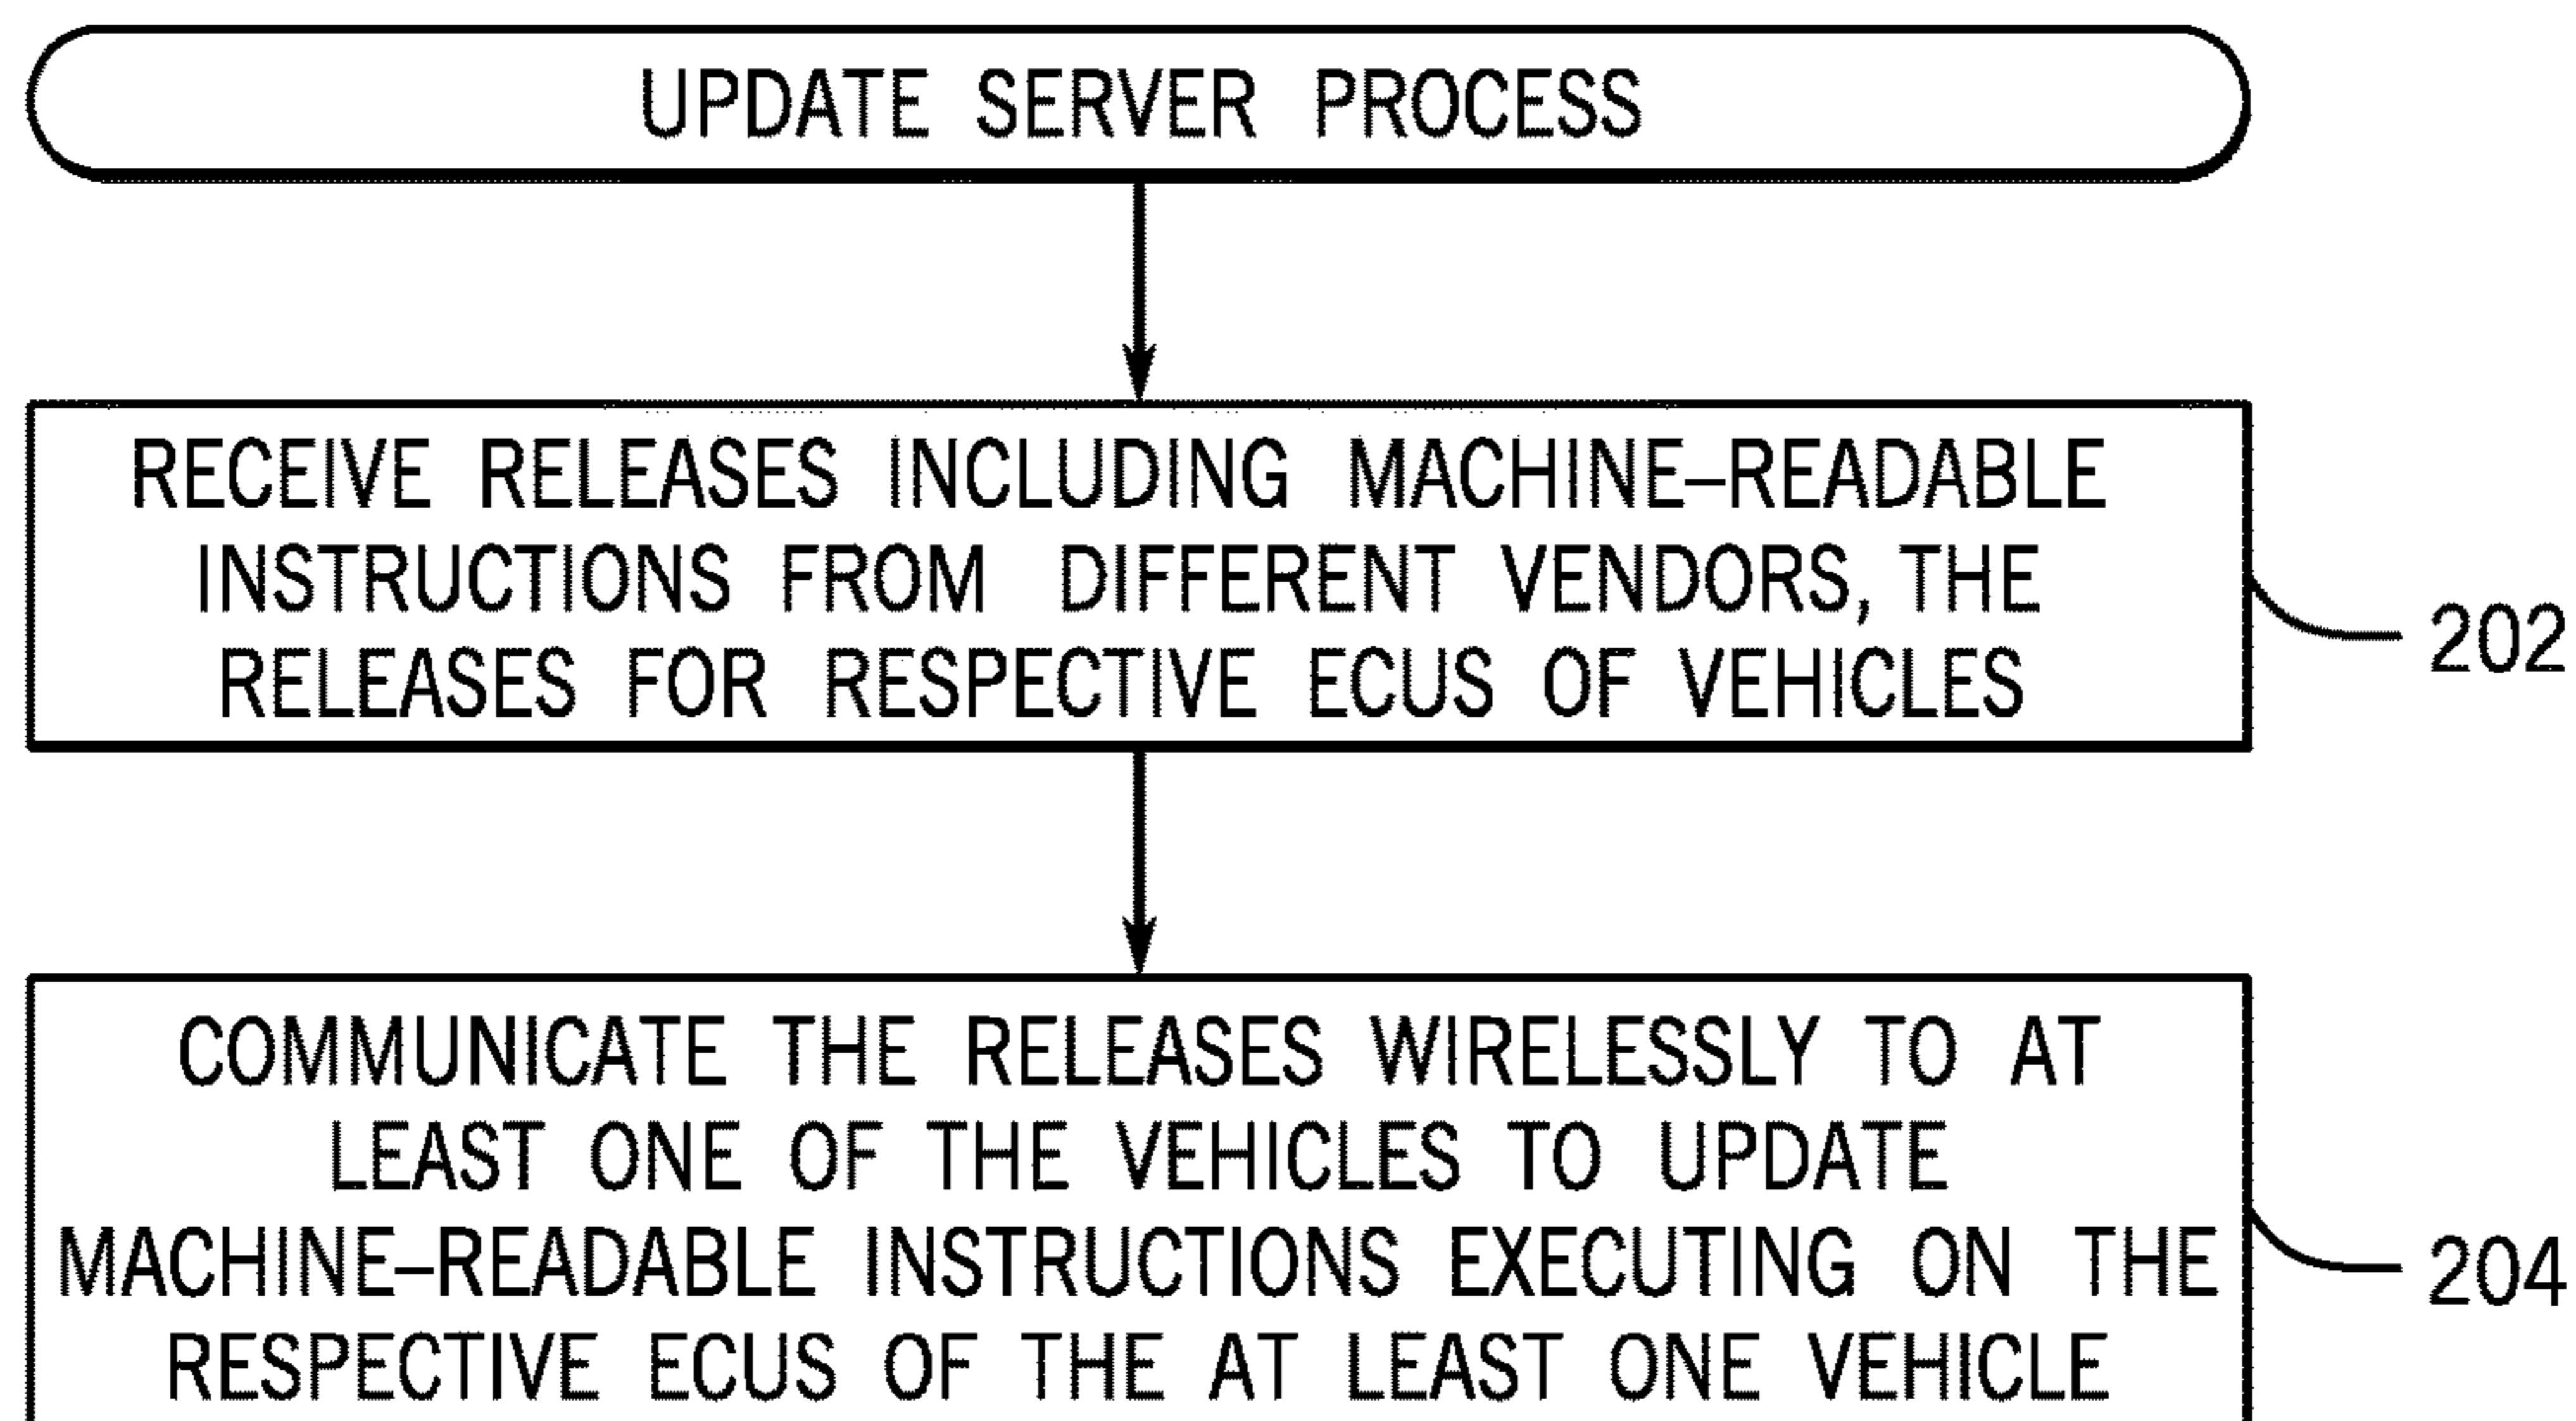 UPDATE SERVER PROCESS
RECEIVE RELEASES INCLUDING MACHINE–READABLE
INSTRUCTIONS FROM DIFFERENT VENDORS, THE
RELEASES FOR RESPECTIVE ECUS OF VEHICLES
202
COMMUNICATE THE RELEASES WIRELESSLY TO AT
LEAST ONE OF THE VEHICLES TO UPDATE
MACHINE–READABLE INSTRUCTIONS EXECUTING ON THE
RESPECTIVE ECUS OF THE AT LEAST ONE VEHICLE
204